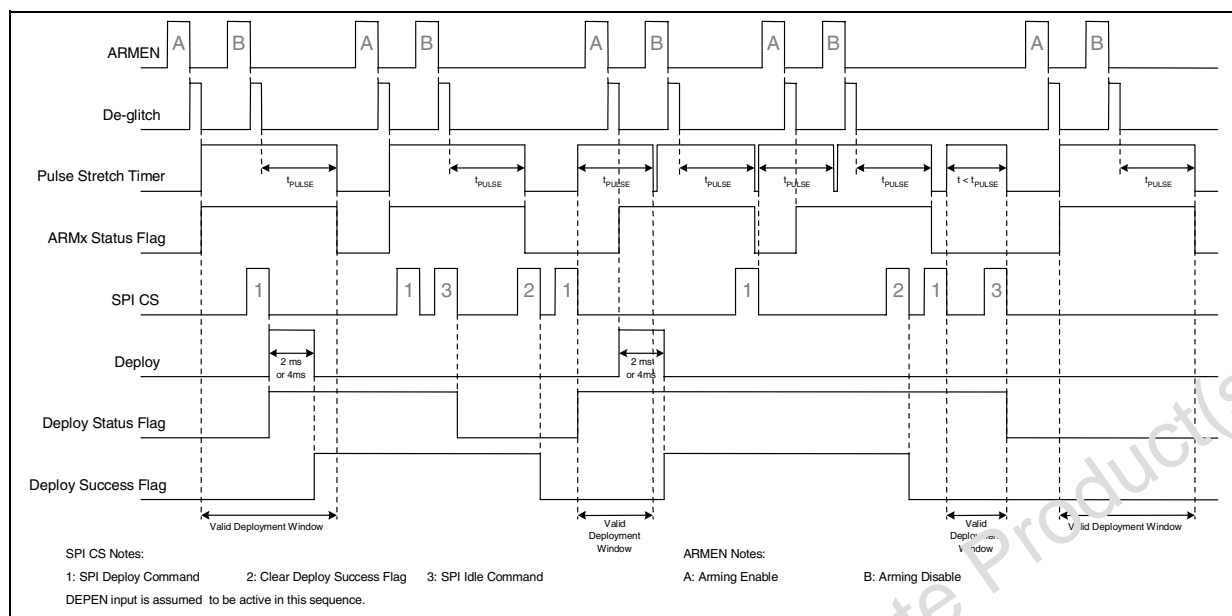 ARMEN
A B A B A B A B A B
De-glitch
Pulse Stretch Timer
tPULSE tPULSE tPULSE tPULSE tPULSE tPULSE t < tPULSE tPULSE
ARMx Status Flag
SPI CS
1 1 3 2 1 1 2 1 3
Deploy
2 ms
or 4ms
2 ms
or 4ms
Deploy Status Flag
Deploy Success Flag
Valid Deployment Window
Valid
Deployment
Window
Valid
Deployment
Window
Valid Deployment Window
SPI CS Notes:
1: SPI Deploy Command 2: Clear Deploy Success Flag 3: SPI Idle Command
DEPEN input is assumed to be active in this sequence.
ARMEN Notes:
A: Arming Enable B: Arming Disable
Product(s